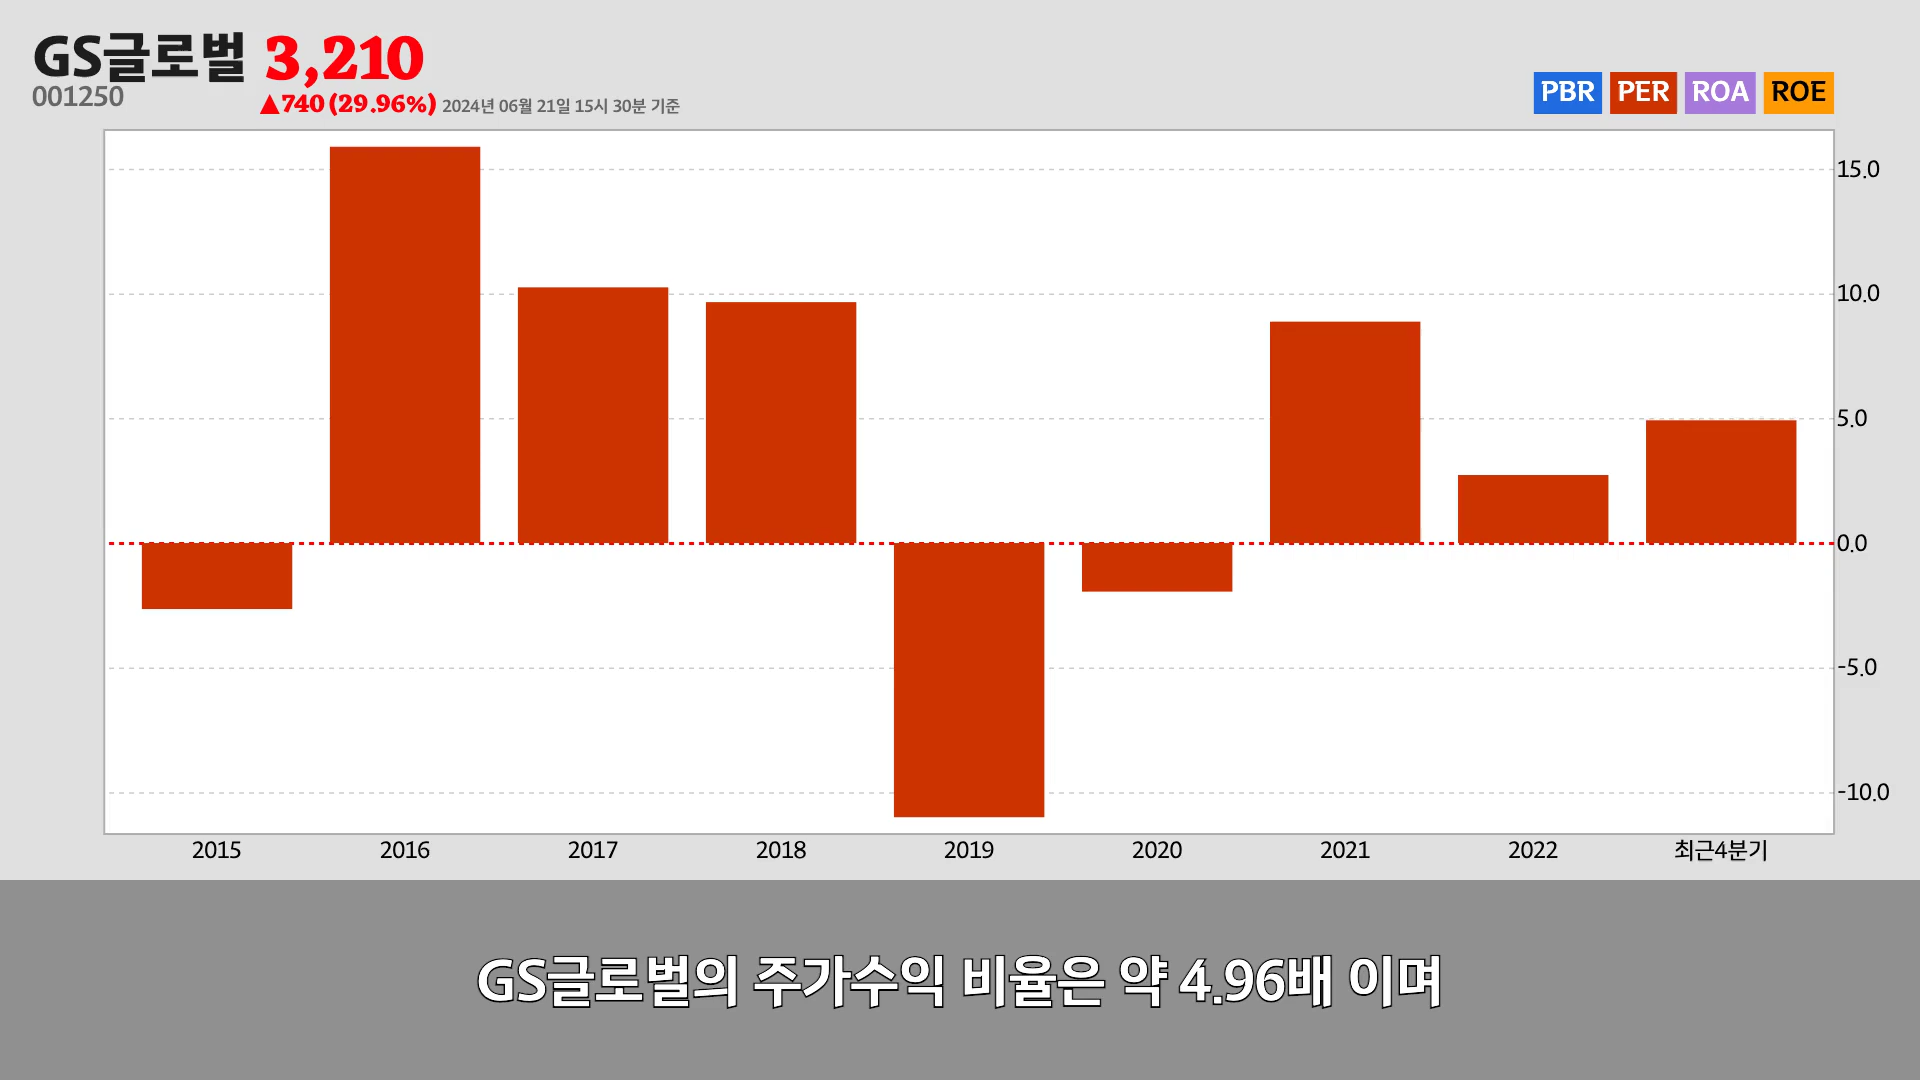 GS글로벌 3,210
001250
▲740 (29.96%) 2024년 06월 21일 15시 30분 기준
PBR PER ROA ROE
15.0
10.0
5.0
0.0
-5.0
-10.0
2015 2016 2017 2018 2019 2020 2021 2022 최근4분기
GS글로벌의 주가수익 비율은 약 4.96배 이며